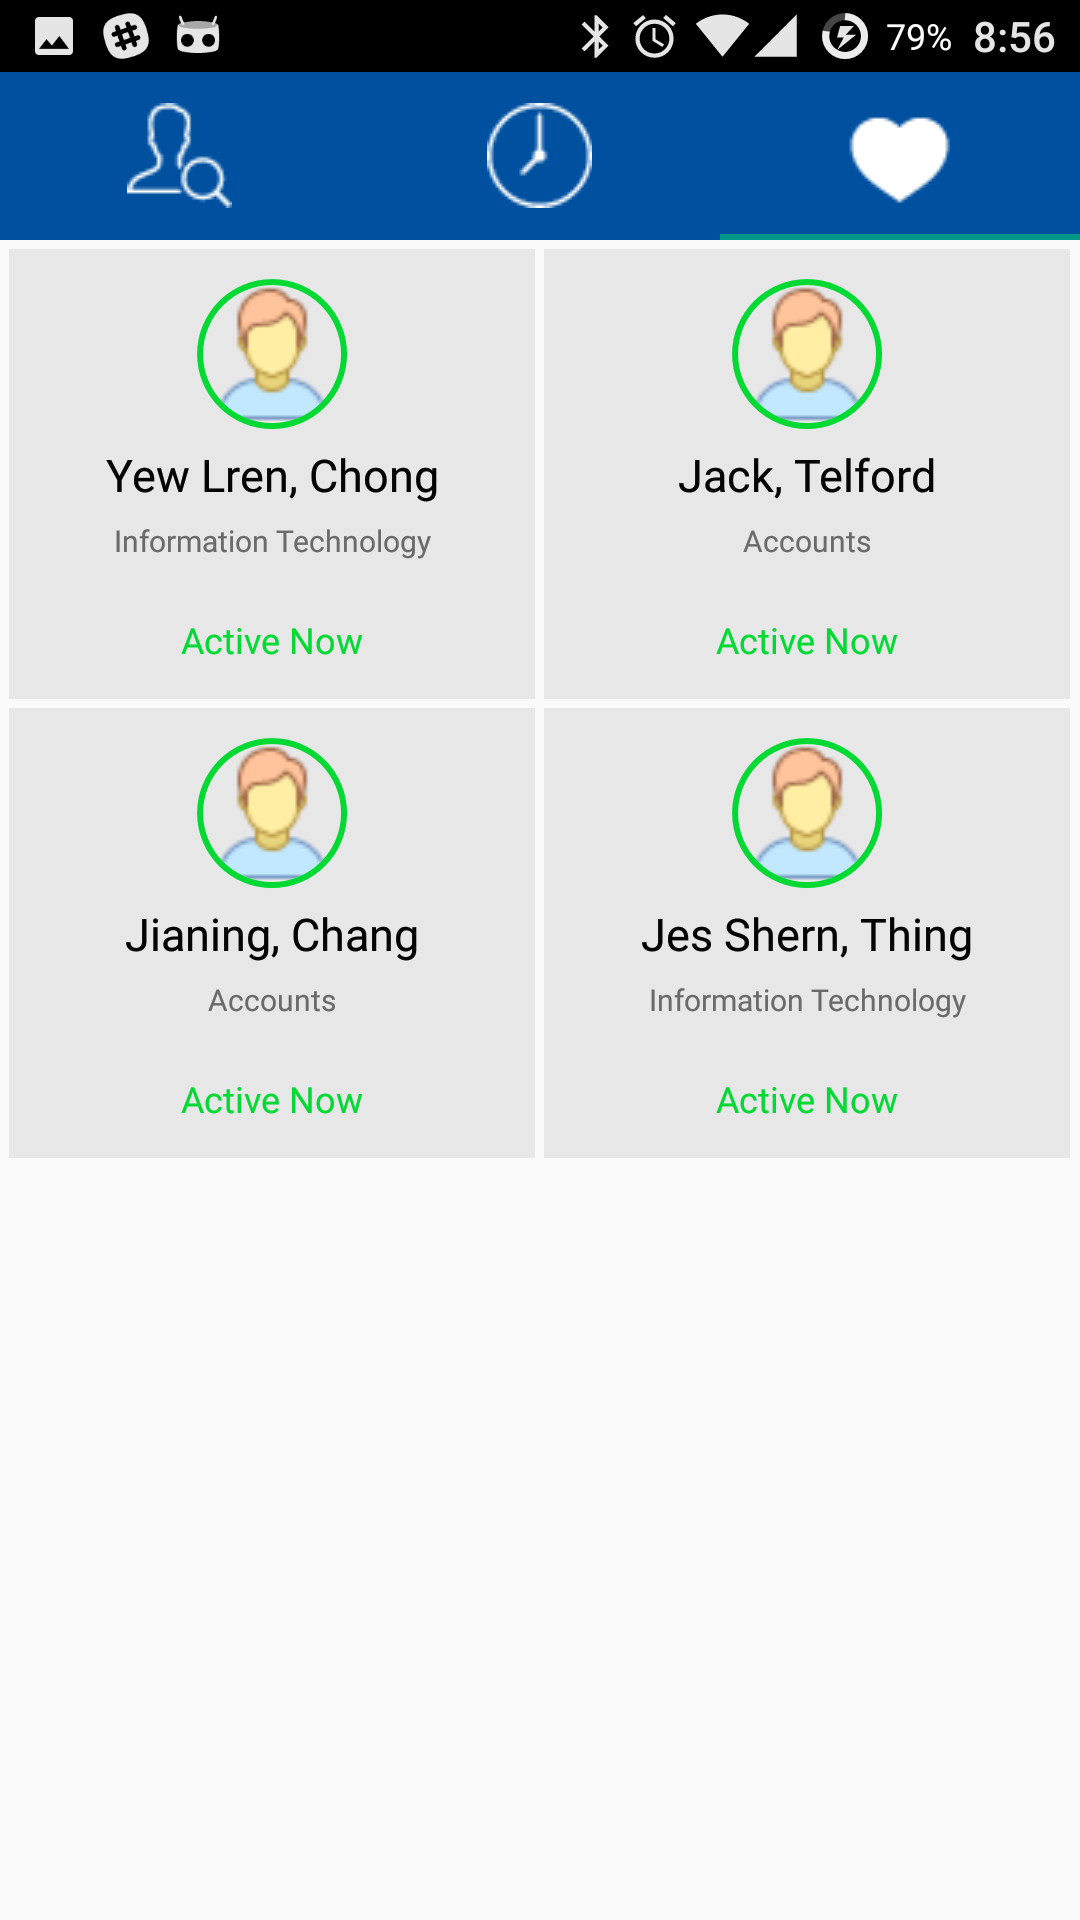 79% 8:56
Yew Lren, Chong
Information Technology
Active Now
Jack, Telford
Accounts
Active Now
Jianing, Chang
Accounts
Active Now
Jes Shern, Thing
Information Technology
Active Now